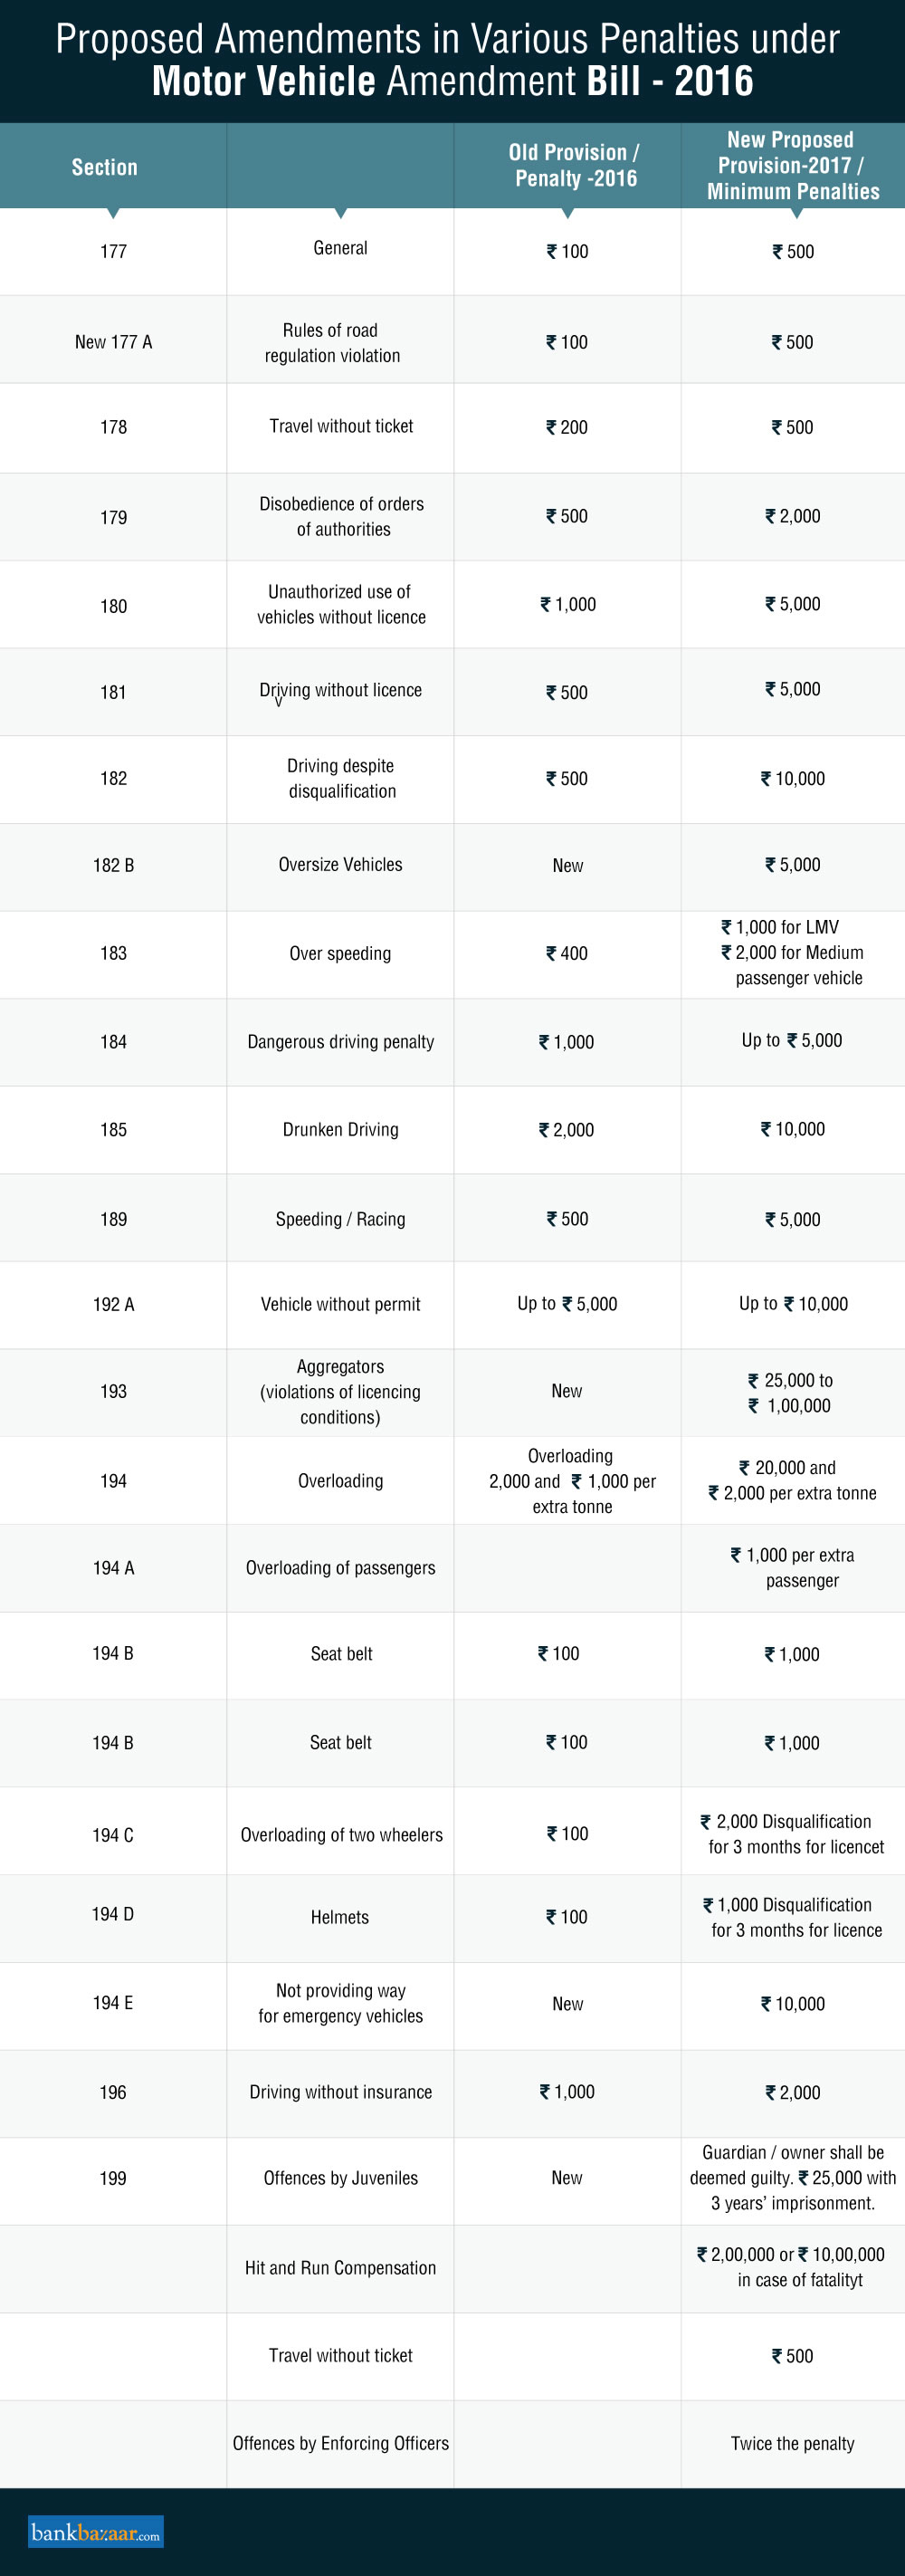 Proposed Amendments in Various Penalties under
Motor Vehicle Amendment Bill - 2016
Section
Old Provision /
Penalty -2016
New Proposed
Provision-2017 /
Minimum Penalties
177
General
₹ 100
₹ 500
New 177 A
Rules of road
regulation violation
₹ 100
₹ 500
178
Travel without ticket
₹ 200
₹ 500
179
Disobedience of orders
of authorities
₹ 500
₹ 2,000
180
Unauthorized use of
vehicles without licence
₹ 1,000
₹ 5,000
181
Driving without licence
v
₹ 500
₹ 5,000
182
Driving despite
disqualification
₹ 500
₹ 10,000
182 B
Oversize Vehicles
New
₹ 5,000
183
Over speeding
₹ 400
₹ 1,000 for LMV
₹ 2,000 for Medium
passenger vehicle
184
Dangerous driving penalty
₹ 1,000
Up to ₹ 5,000
185
Drunken Driving
₹ 2,000
₹ 10,000
189
Speeding / Racing
₹ 500
₹ 5,000
192 A
Vehicle without permit
Up to ₹ 5,000
Up to ₹ 10,000
193
Aggregators
(violations of licencing
conditions)
New
₹ 25,000 to
₹ 1,00,000
194
Overloading
Overloading
2,000 and ₹ 1,000 per
extra tonne
₹ 20,000 and
₹ 2,000 per extra tonne
194 A
Overloading of passengers
₹ 1,000 per extra
passenger
194 B
Seat belt
₹ 100
₹ 1,000
194 B
Seat belt
₹ 100
₹ 1,000
194 C
Overloading of two wheelers
₹ 100
₹ 2,000 Disqualification
for 3 months for licencet
194 D
Helmets
₹ 100
₹ 1,000 Disqualification
for 3 months for licence
194 E
Not providing way
for emergency vehicles
New
₹ 10,000
196
Driving without insurance
₹ 1,000
₹ 2,000
199
Offences by Juveniles
New
Guardian / owner shall be
deemed guilty. ₹ 25,000 with
3 years' imprisonment.
Hit and Run Compensation
₹ 2,00,000 or ₹ 10,00,000
in case of fatalityt
Travel without ticket
₹ 500
Offences by Enforcing Officers
Twice the penalty
bankbazaar.com